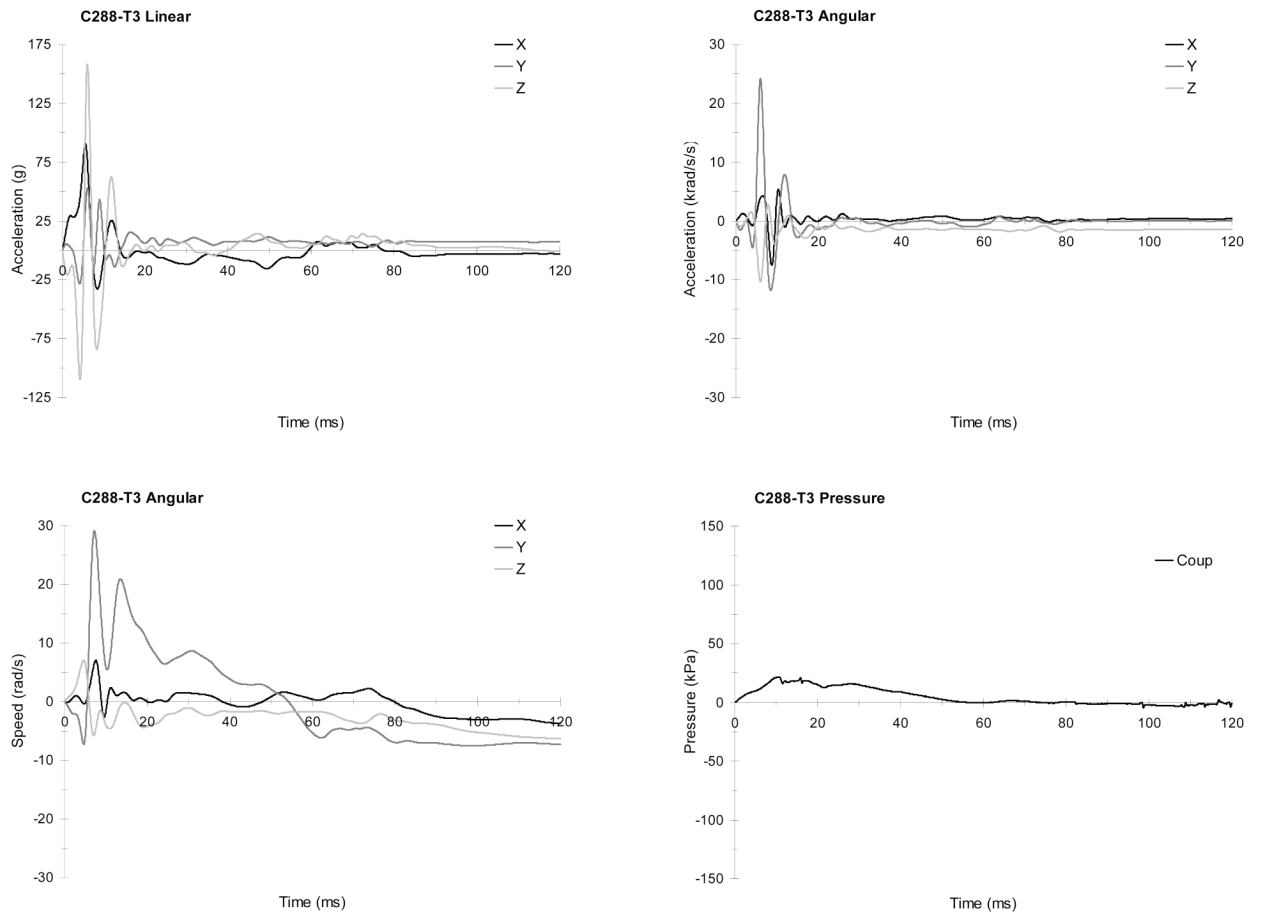 C288-T3 Linear
175
125
75
25
-25
-75
-125
Acceleration (g)
0 20 40 60 80 100 120
Time (ms)
X
Y
Z
C288-T3 Angular
30
20
10
0
-10
-20
-30
Acceleration (krad/s/s)
0 20 40 60 80 100 120
Time (ms)
X
Y
Z
C288-T3 Angular
30
20
10
0
-10
-20
-30
Speed (rad/s)
0 20 40 60 80 100 120
Time (ms)
X
Y
Z
C288-T3 Pressure
150
100
50
0
-50
-100
-150
Pressure (kPa)
0 20 40 60 80 100 120
Time (ms)
Coup